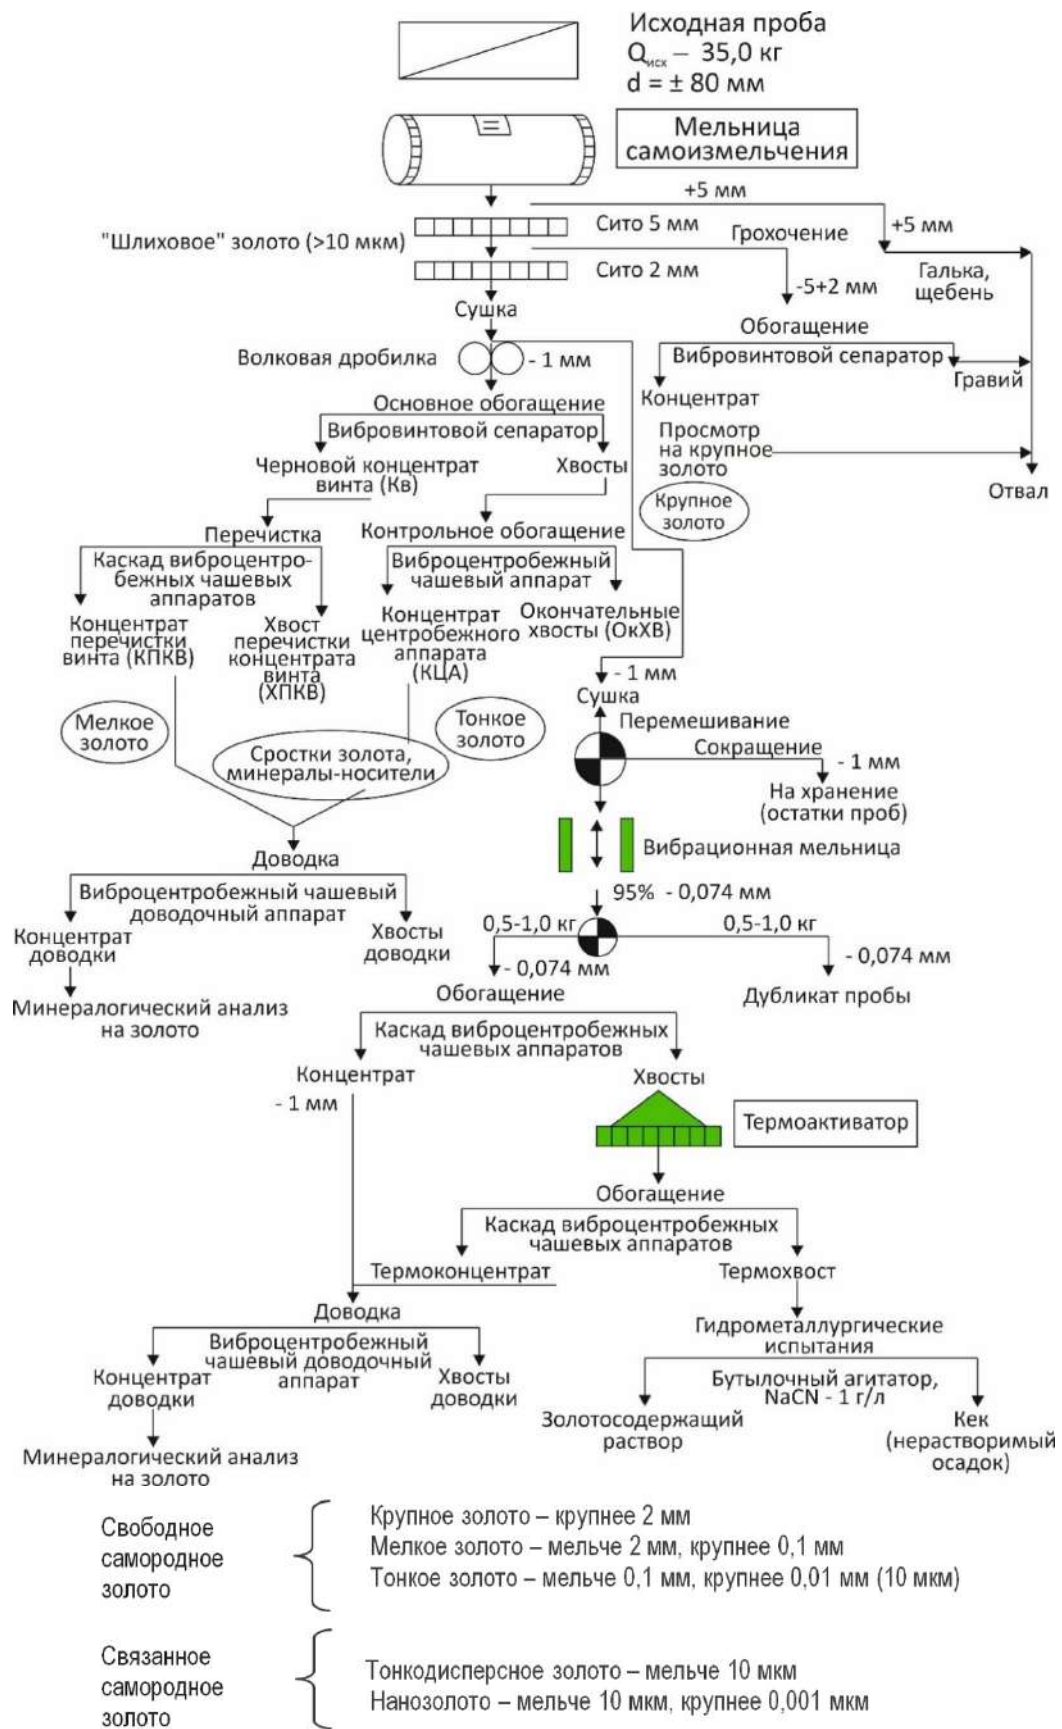 Исходная проба
Qисх – 35,0 кг
d = ± 80 мм
Мельница
самоизмельчения
+5 мм
Сито 5 мм
Грохочение
+5 мм
"Шлиховое" золото (>10 мкм)
Сито 2 мм
Галька,
щебень
-5+2 мм
Сушка
Обогащение
Волковая дробилка
- 1 мм
Вибровинтовой сепаратор
Гравий
Концентрат
Основное обогащение
Вибровинтовой сепаратор
Просмотр
на крупное
золото
Черновой концентрат
винта (Кв)
Хвосты
Отвал
Крупное
золото
Перечистка
Контрольное обогащение
Каскад виброцентро-
бежных чашевых
аппаратов
Виброцентробежный
чашевый аппарат
Концентрат
перечистки
винта (КПКВ)
Хвост
перечистки
концентрата
винта
(ХПКВ)
Концентрат
центробежного
аппарата
(КЦА)
Окончательные
хвосты (ОкХВ)
- 1 мм
Сушка
Мелкое
золото
Тонкое
золото
Перемешивание
Сростки золота,
минералы-носители
Сокращение
- 1 мм
На хранение
(остатки проб)
Вибрационная мельница
Доводка
Виброцентробежный чашевый
доводочный аппарат
95% - 0,074 мм
0,5-1,0 кг
0,5-1,0 кг
Концентрат
доводки
Хвосты
доводки
- 0,074 мм
- 0,074 мм
Обогащение
Дубликат пробы
Минералогический анализ
на золото
Каскад виброцентробежных
чашевых аппаратов
Концентрат
Хвосты
- 1 мм
Термоактиватор
Обогащение
Каскад виброцентробежных
чашевых аппаратов
Термоконцентрат
Термохвост
Доводка
Гидрометаллургические
испытания
Виброцентробежный
чашевый доводочный
аппарат
Концентрат
доводки
Хвосты
доводки
Бутылочный агитатор,
NaCN - 1 г/л
Золотосодержащий
раствор
Кек
(нерастворимый
осадок)
Минералогический анализ
на золото
Свободное
самородное
золото
Крупное золото – крупнее 2 мм
Мелкое золото – мельче 2 мм, крупнее 0,1 мм
Тонкое золото – мельче 0,1 мм, крупнее 0,01 мм (10 мкм)
Связанное
самородное
золото
Тонкодисперсное золото – мельче 10 мкм
Нанозолото – мельче 10 мкм, крупнее 0,001 мкм